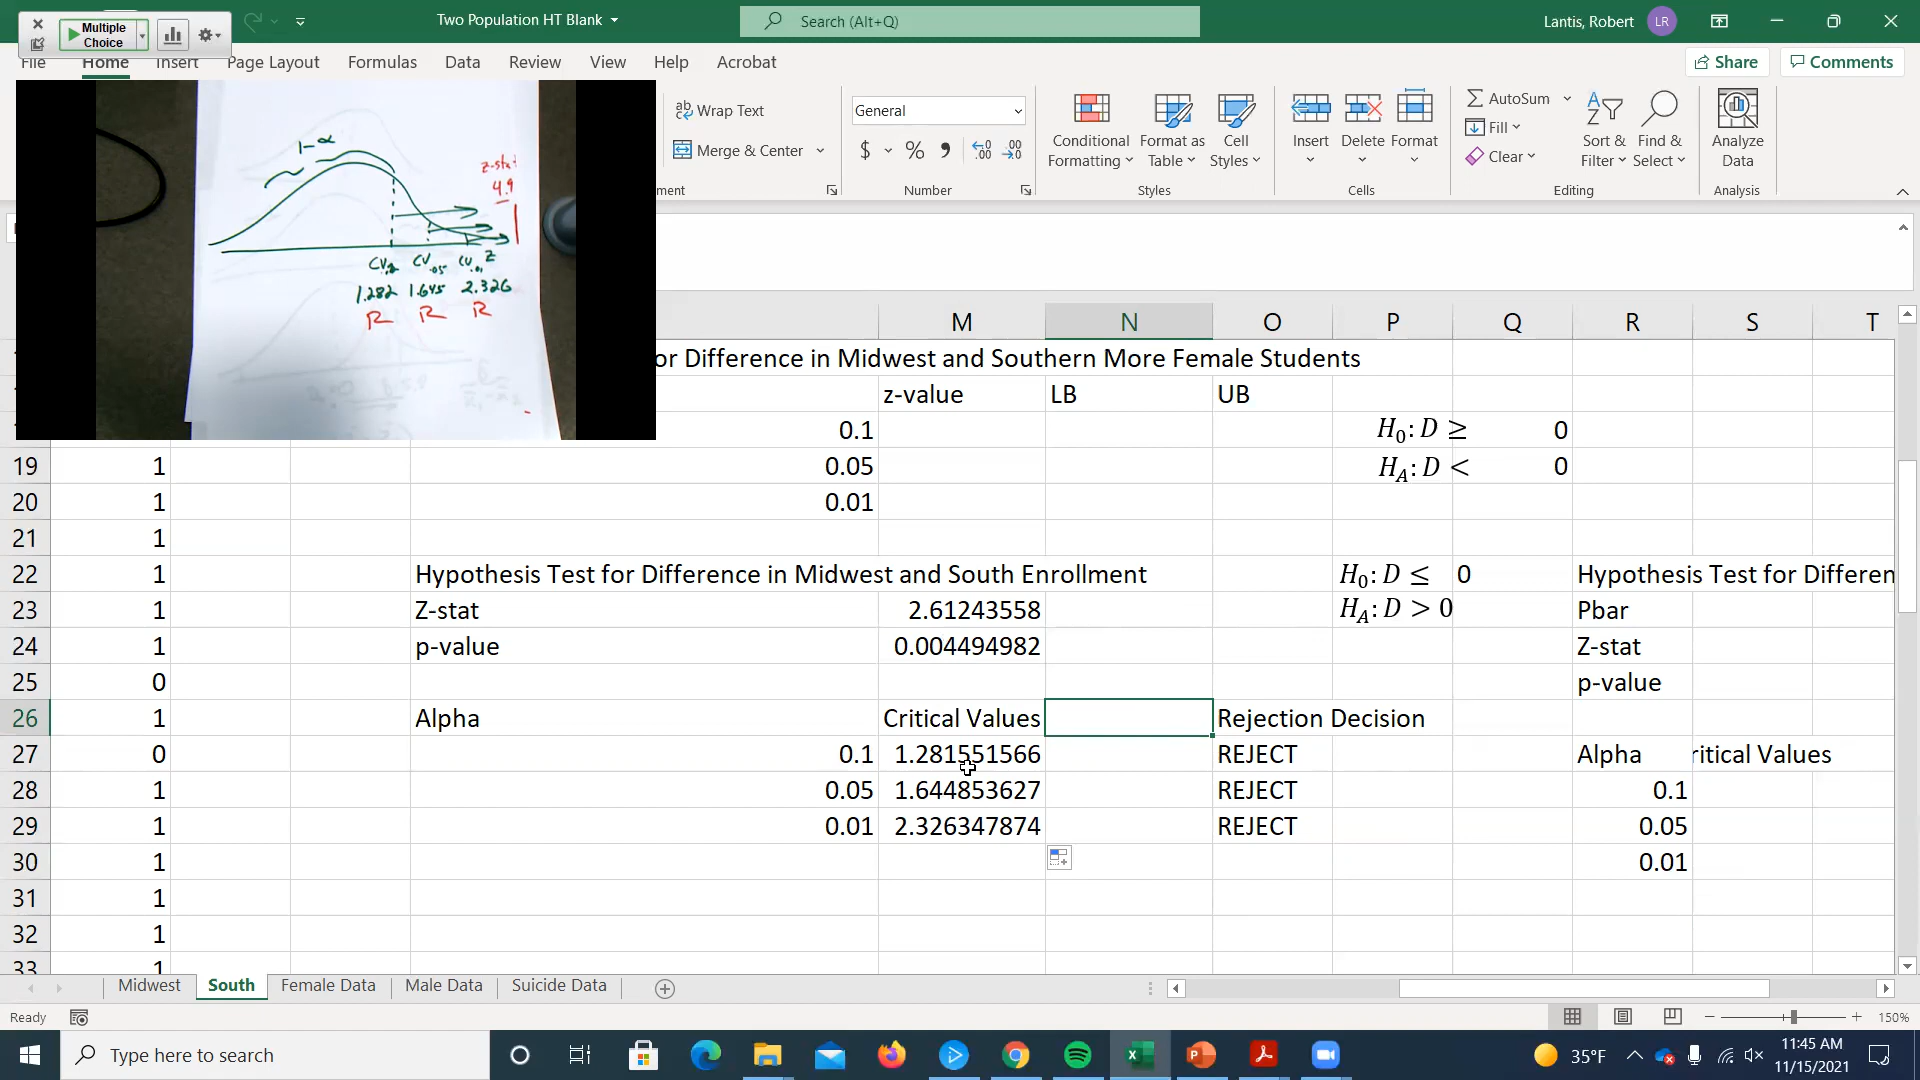 Multiple
Choice
Two Population HT Blank
Search (Alt+Q)
Lantis, Robert
LR
File
Home
Insert
Page Layout
Formulas
Data
Review
View
Help
Acrobat
Share
Comments
ab Wrap Text
Merge & Center
ment
General
$ % ,
Number
Conditional
Formatting
Format as
Table
Cell
Styles
Styles
Insert
Delete
Format
Cells
AutoSum
Fill
Clear
Sort &
Filter
Find &
Select
Editing
Analyze
Data
Analysis
1-α
z-stat
4.9
CV.1 CV.05 CV.01 Z
1.282 1.645 2.326
R R R
M N O P Q R S T
or Difference in Midwest and Southern More Female Students
z-value LB UB
0.1 H0: D ≥ 0
19 1 0.05 HA: D < 0
20 1 0.01
21 1
22 1 Hypothesis Test for Difference in Midwest and South Enrollment H0: D ≤ 0 Hypothesis Test for Differen
23 1 Z-stat 2.61243558 HA: D > 0 Pbar
24 1 p-value 0.004494982 Z-stat
25 0 p-value
26 1 Alpha Critical Values Rejection Decision
27 0 0.1 1.281551566 REJECT Alpha ritical Values
28 1 0.05 1.644853627 REJECT 0.1
29 1 0.01 2.326347874 REJECT 0.05
30 1 0.01
31 1
32 1
33 1
Midwest
South
Female Data
Male Data
Suicide Data
Ready
150%
Type here to search
35°F
11:45 AM
11/15/2021